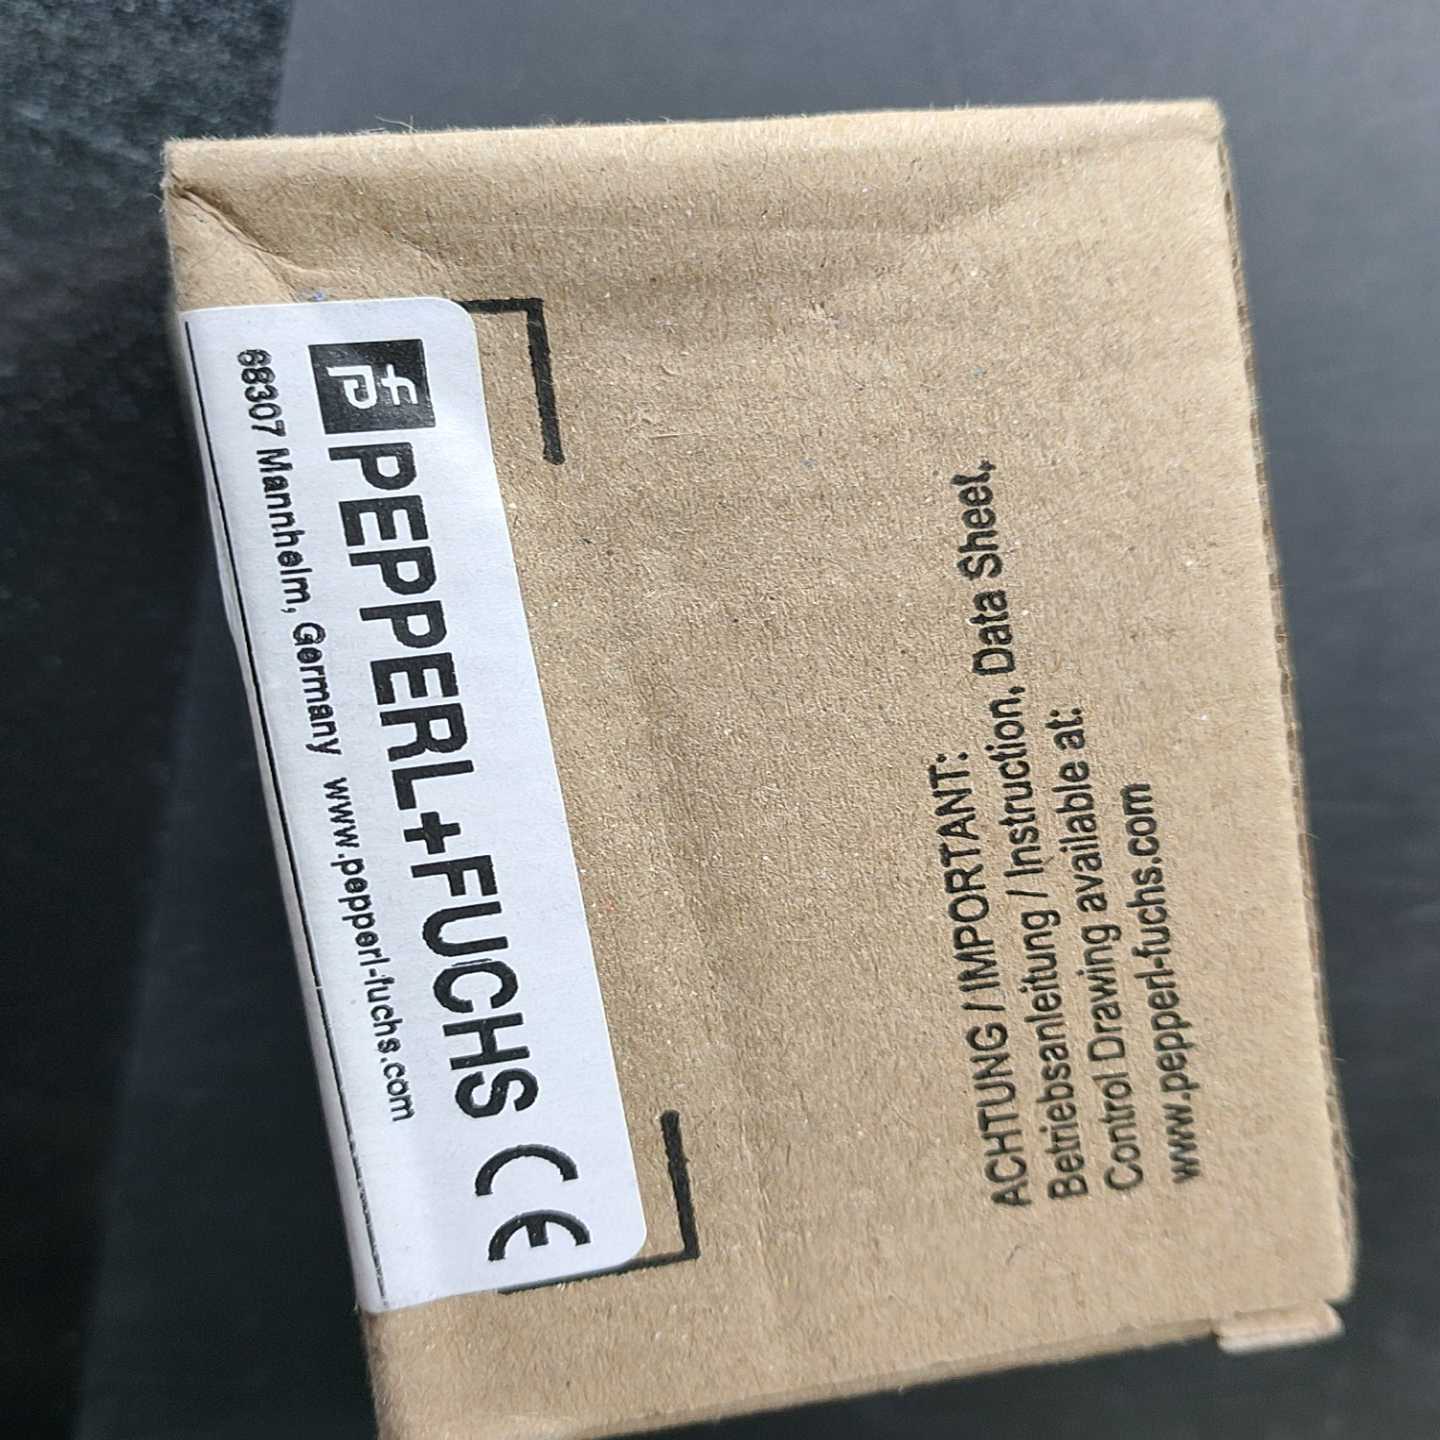 PEPPERL+FUCHS CE
68307 Mannheim, Germany www.pepperl-fuchs.com
ACHTUNG / IMPORTANT:
Betriebsanleitung / Instruction, Data Sheet,
Control Drawing available at:
www.pepperl-fuchs.com